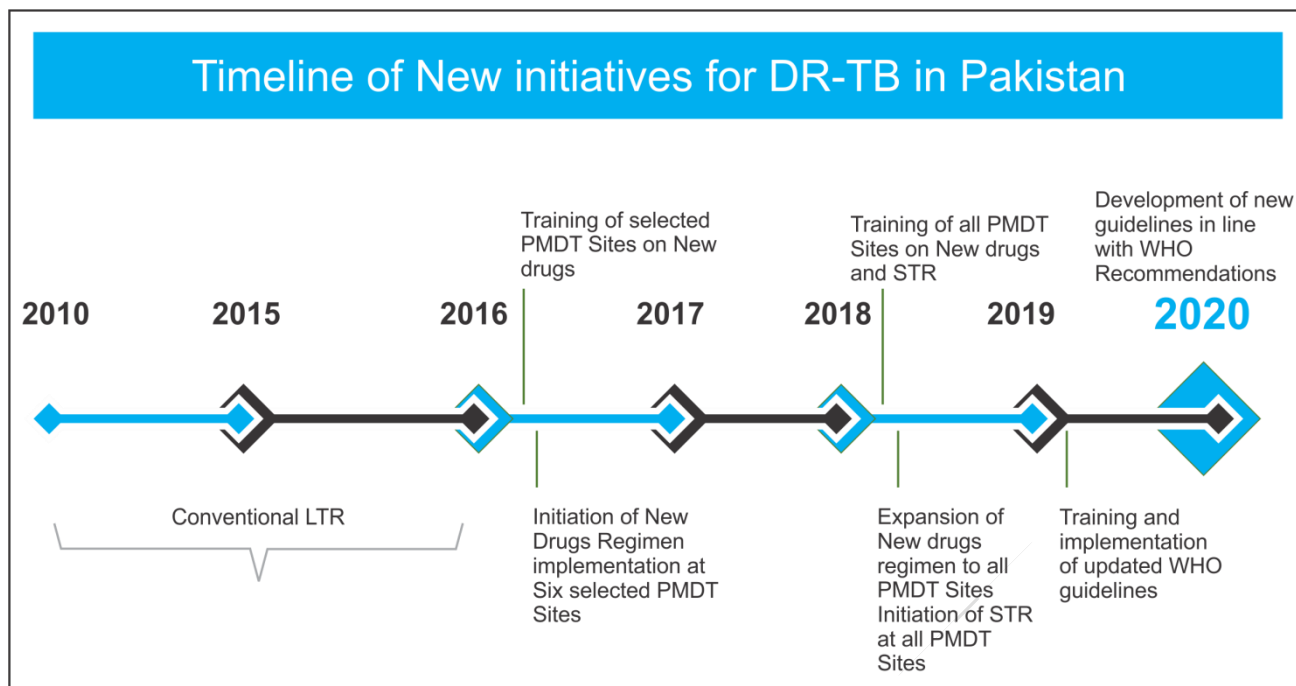 Timeline of New initiatives for DR-TB in Pakistan
Training of selected
PMDT Sites on New
drugs
Training of all PMDT
Sites on New drugs
and STR
Development of new
guidelines in line
with WHO
Recommendations
2010
2015
2016
2017
2018
2019
2020
Conventional LTR
Initiation of New
Drugs Regimen
implementation at
Six selected PMDT
Sites
Expansion of
New drugs
regimen to all
PMDT Sites
Initiation of STR
at all PMDT
Sites
Training and
implementation
of updated WHO
guidelines